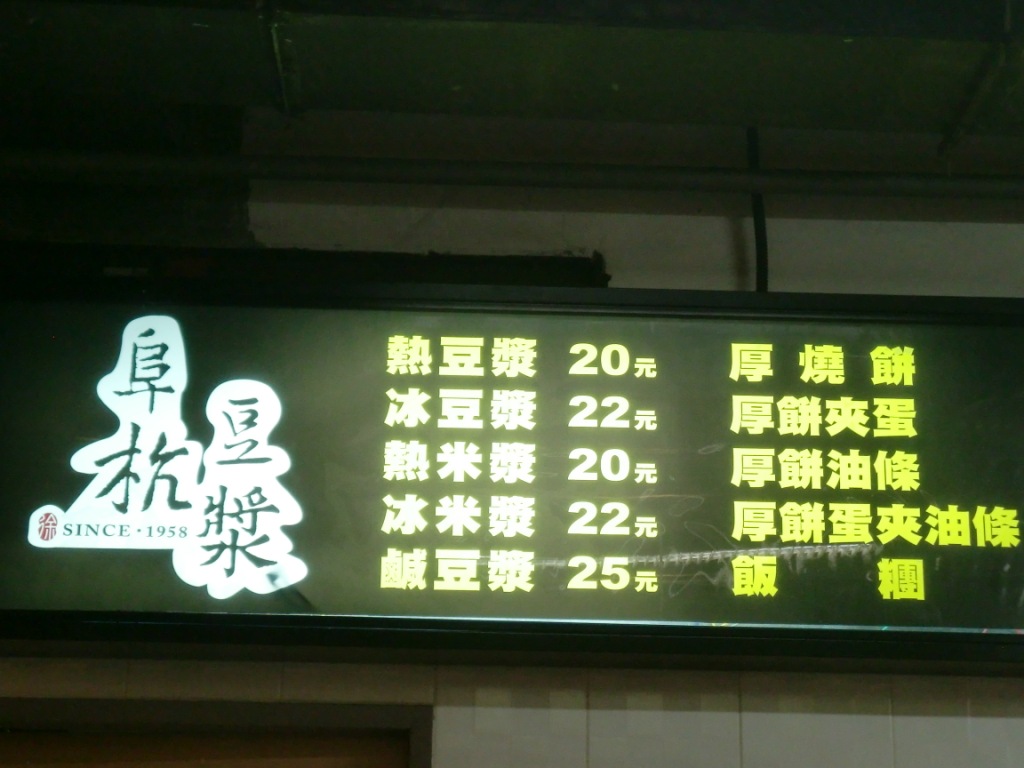 阜杭
豆漿
徐 SINCE·1958
熱豆漿 20元
冰豆漿 22元
熱米漿 20元
冰米漿 22元
鹹豆漿 25元
厚燒餅
厚餅夾蛋
厚餅油條
厚餅蛋夾油條
飯糰